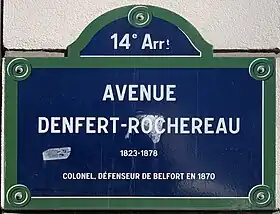 14e Arrt
AVENUE
DENFERT-ROCHEREAU
1823-1878
COLONEL, DÉFENSEUR DE BELFORT EN 1870